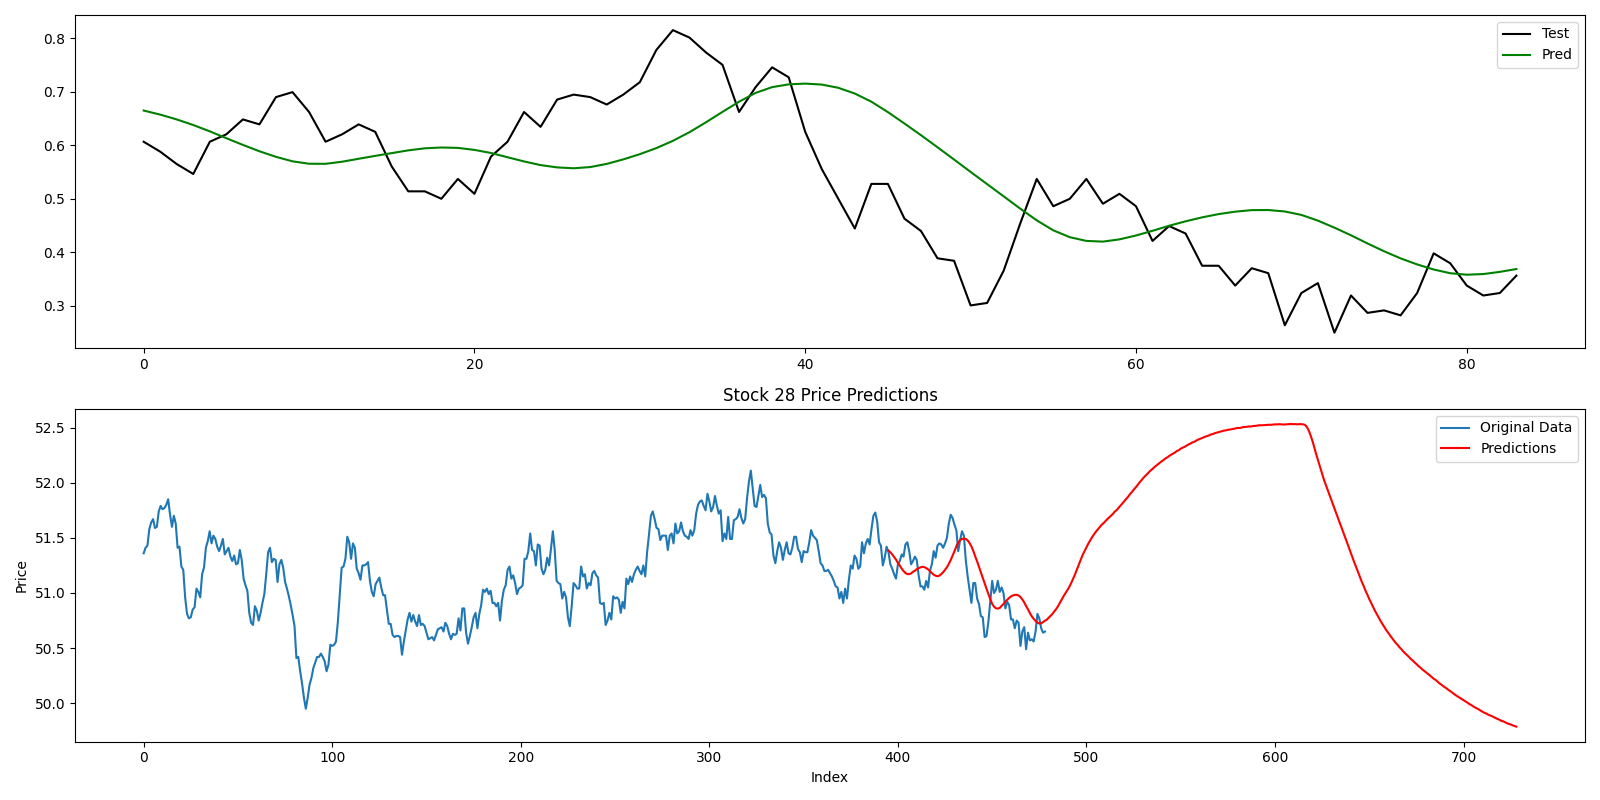 0.8
0.7
0.6
0.5
0.4
0.3
Test
Pred
0 20 40 60 80
Stock 28 Price Predictions
Price
52.5
52.0
51.5
51.0
50.5
50.0
Original Data
Predictions
0 100 200 300 400 500 600 700
Index